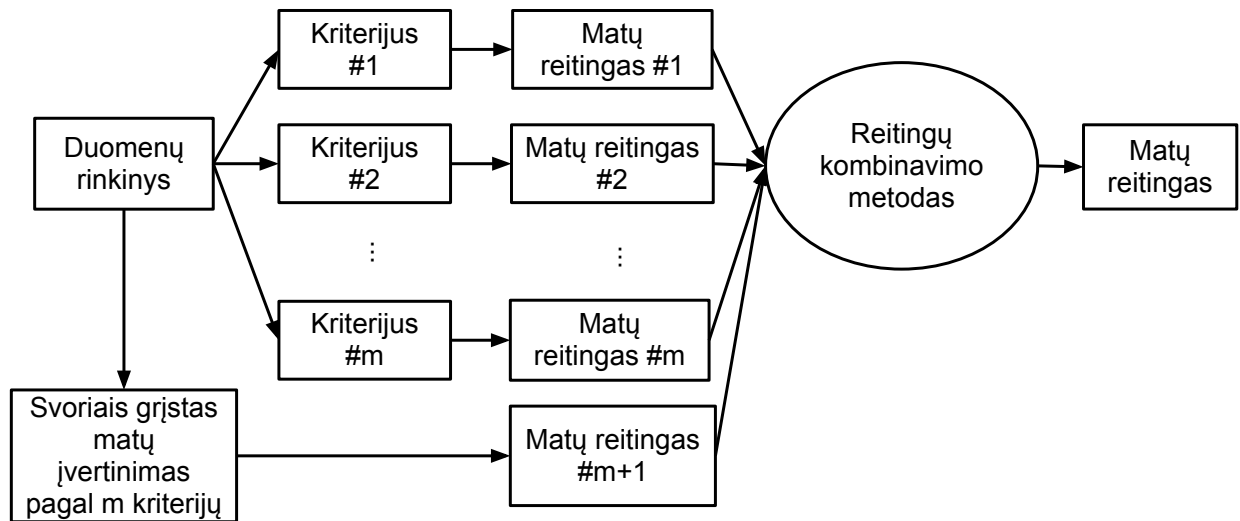 Duomenų
rinkinys
Kriterijus
#1
Matų
reitingas #1
Kriterijus
#2
Matų reitingas
#2
⋮
⋮
Kriterijus
#m
Matų
reitingas #m
Svoriais grįstas
matų
įvertinimas
pagal m kriterijų
Matų reitingas
#m+1
Reitingų
kombinavimo
metodas
Matų
reitingas